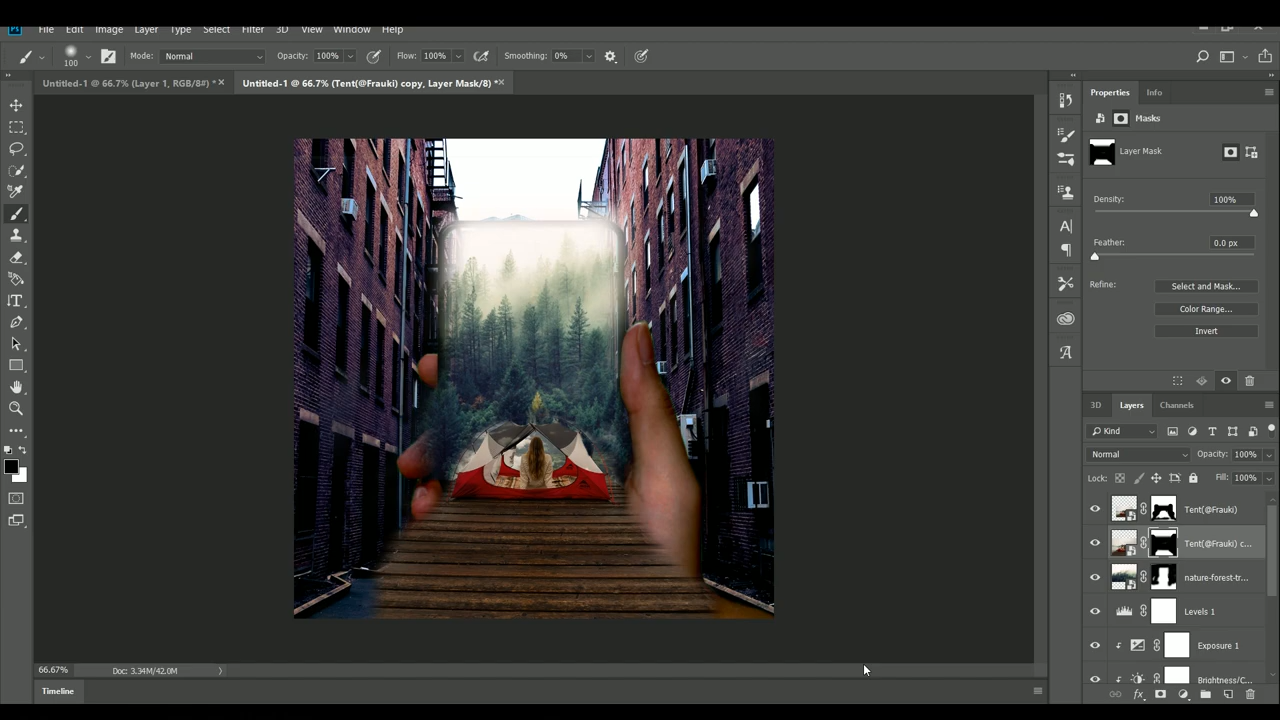 Ps File Edit Image Layer Type Select Filter 3D View Window Help
100 Mode: Normal Opacity: 100% Flow: 100% Smoothing: 0%
Untitled-1 @ 66.7% (Layer 1, RGB/8#) * × Untitled-1 @ 66.7% (Tent(@Frauki) copy, Layer Mask/8) * ×
Properties Info
Masks
Layer Mask
Density: 100%
Feather: 0.0 px
Refine: Select and Mask...
Color Range...
Invert
3D Layers Channels
Kind
Normal Opacity: 100%
Lock: Fill: 100%
Tent(@Frauki)
Tent(@Frauki) c...
nature-forest-tr...
Levels 1
Exposure 1
Brightness/C...
fx
66.67% Doc: 3.34M/42.0M
Timeline